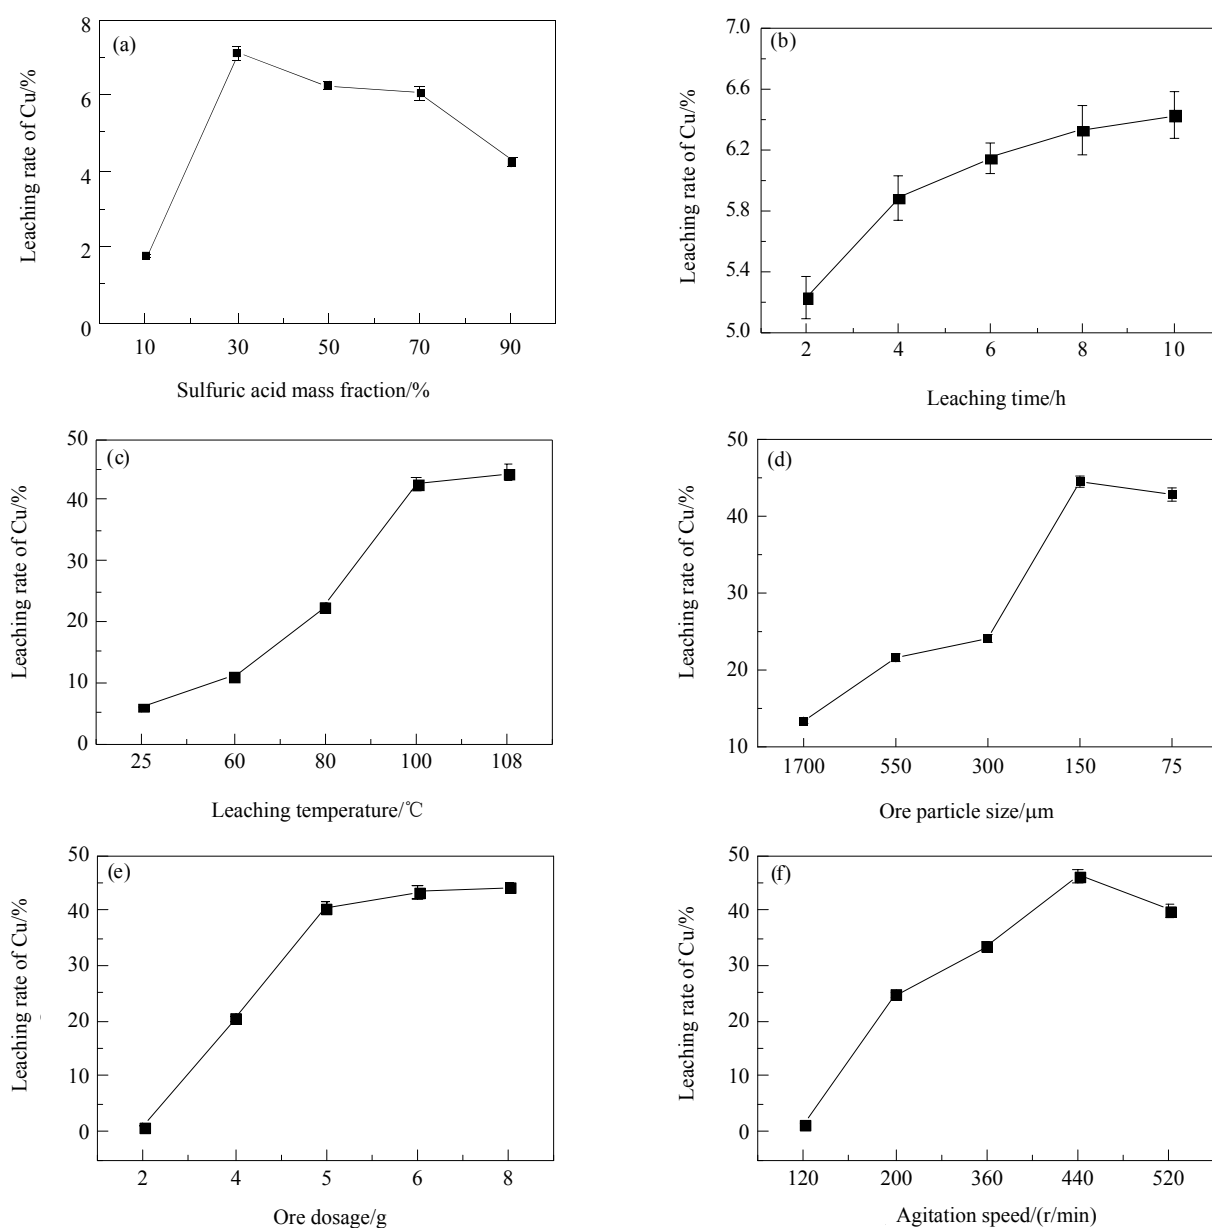 (a)
Leaching rate of Cu/%
8
6
4
2
0
10 30 50 70 90
Sulfuric acid mass fraction/%
(b)
Leaching rate of Cu/%
7.0
6.6
6.2
5.8
5.4
5.0
2 4 6 8 10
Leaching time/h
(c)
Leaching rate of Cu/%
50
40
30
20
10
0
25 60 80 100 108
Leaching temperature/℃
(d)
Leaching rate of Cu/%
50
40
30
20
10
1700 550 300 150 75
Ore particle size/μm
(e)
Leaching rate of Cu/%
50
40
30
20
10
0
2 4 5 6 8
Ore dosage/g
(f)
Leaching rate of Cu/%
50
40
30
20
10
0
120 200 360 440 520
Agitation speed/(r/min)